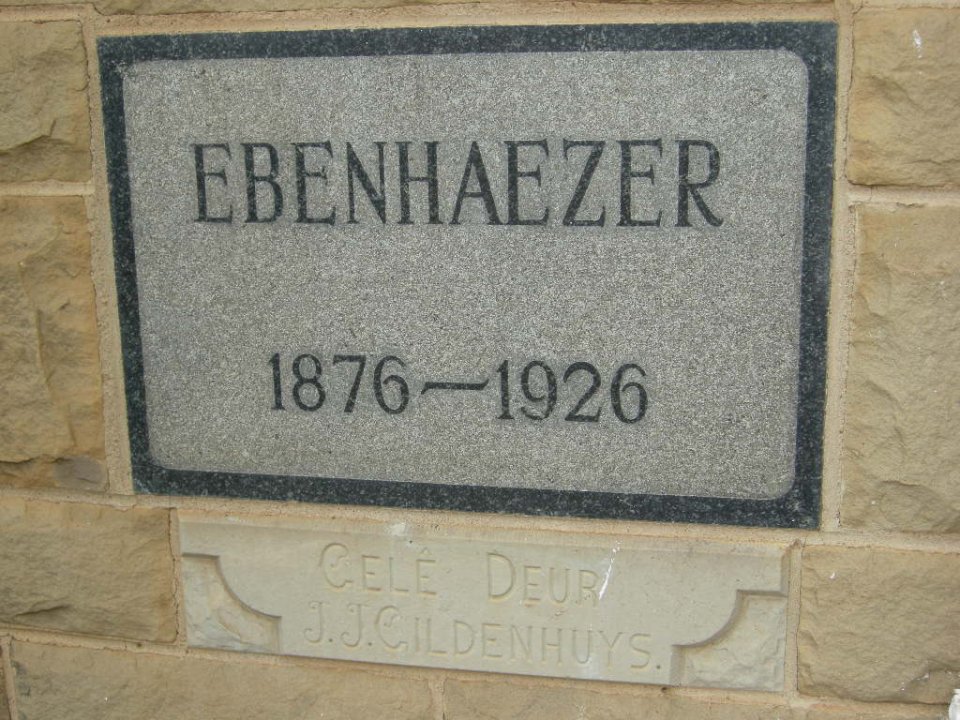 EBENHAEZER
1876—1926
GELÊ DEUR
J.J. GILDENHUYS.